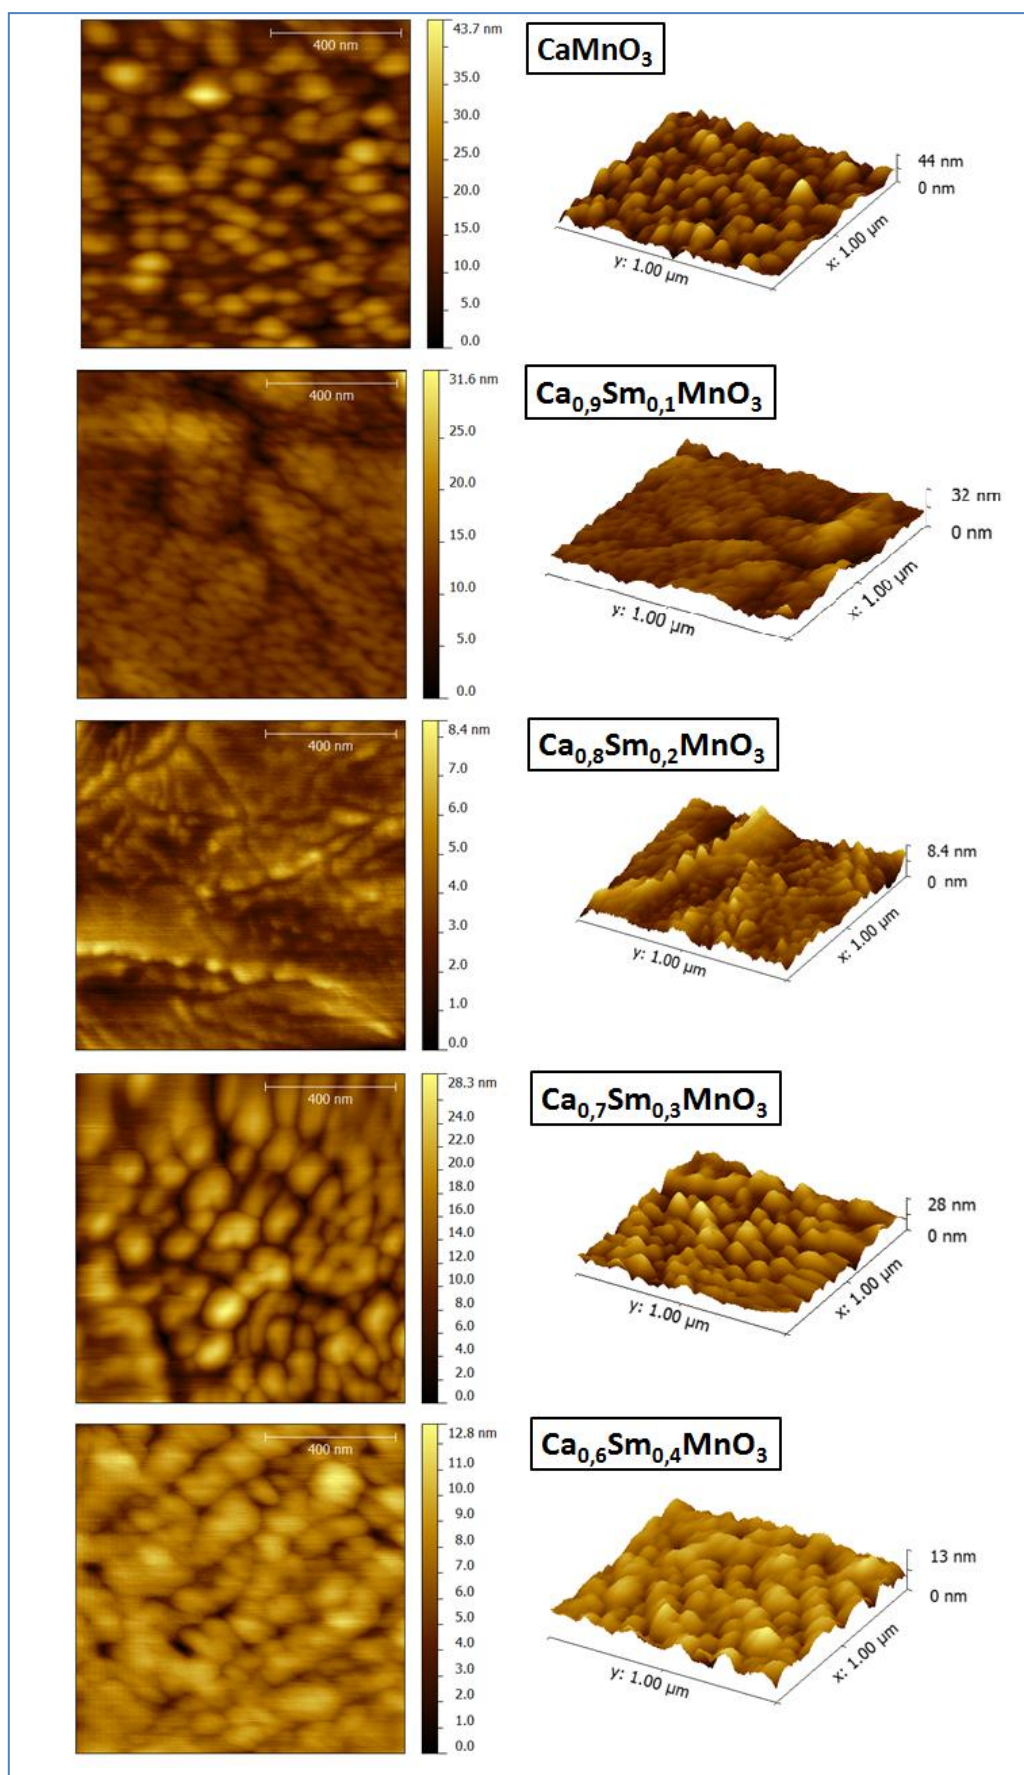 CaMnO₃
400 nm
43.7 nm
35.0
30.0
25.0
20.0
15.0
10.0
5.0
0.0
44 nm
0 nm
x: 1.00 µm
y: 1.00 µm
Ca₀,₉Sm₀,₁MnO₃
400 nm
31.6 nm
25.0
20.0
15.0
10.0
5.0
0.0
32 nm
0 nm
x: 1.00 µm
y: 1.00 µm
Ca₀,₈Sm₀,₂MnO₃
400 nm
8.4 nm
7.0
6.0
5.0
4.0
3.0
2.0
1.0
0.0
8.4 nm
0 nm
x: 1.00 µm
y: 1.00 µm
Ca₀,₇Sm₀,₃MnO₃
400 nm
28.3 nm
24.0
22.0
20.0
18.0
16.0
14.0
12.0
10.0
8.0
6.0
4.0
2.0
0.0
28 nm
0 nm
x: 1.00 µm
y: 1.00 µm
Ca₀,₆Sm₀,₄MnO₃
400 nm
12.8 nm
11.0
10.0
9.0
8.0
7.0
6.0
5.0
4.0
3.0
2.0
1.0
0.0
13 nm
0 nm
x: 1.00 µm
y: 1.00 µm